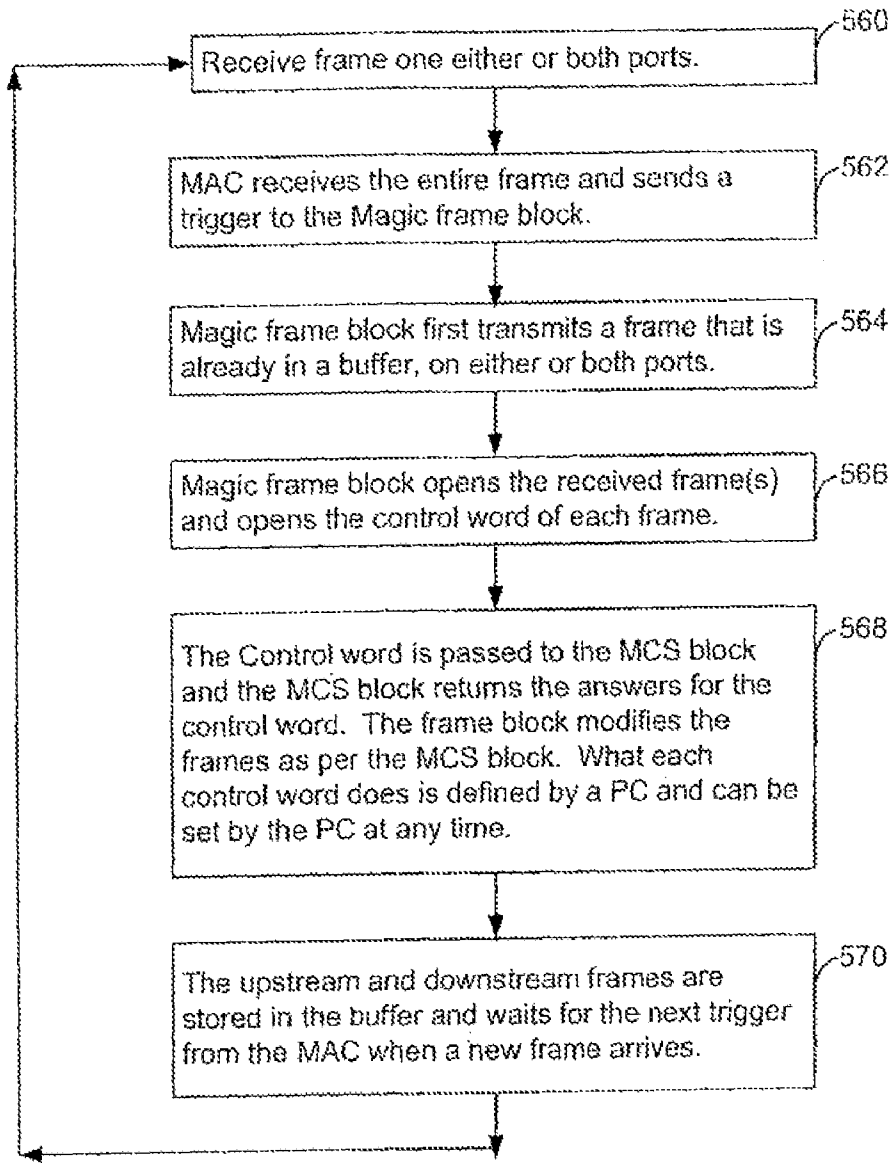 560
Receive frame one either or both ports.
562
MAC receives the entire frame and sends a
trigger to the Magic frame block.
564
Magic frame block first transmits a frame that is
already in a buffer, on either or both ports.
566
Magic frame block opens the received frame(s)
and opens the control word of each frame.
568
The Control word is passed to the MCS block
and the MCS block returns the answers for the
control word. The frame block modifies the
frames as per the MCS block. What each
control word does is defined by a PC and can be
set by the PC at any time.
570
The upstream and downstream frames are
stored in the buffer and waits for the next trigger
from the MAC when a new frame arrives.